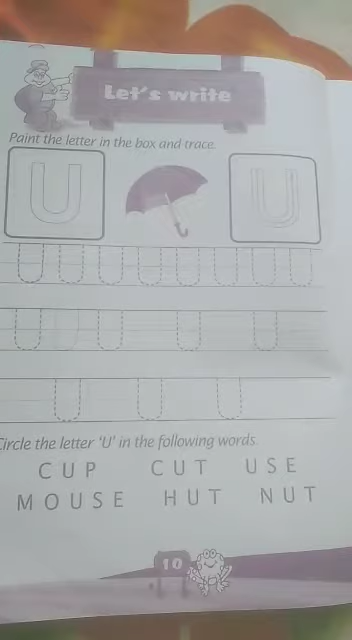 Let's write
Paint the letter in the box and trace.
U U
U U U U U U U U
U U U U U
U U U
Circle the letter 'U' in the following words.
CUP CUT USE
MOUSE HUT NUT
10